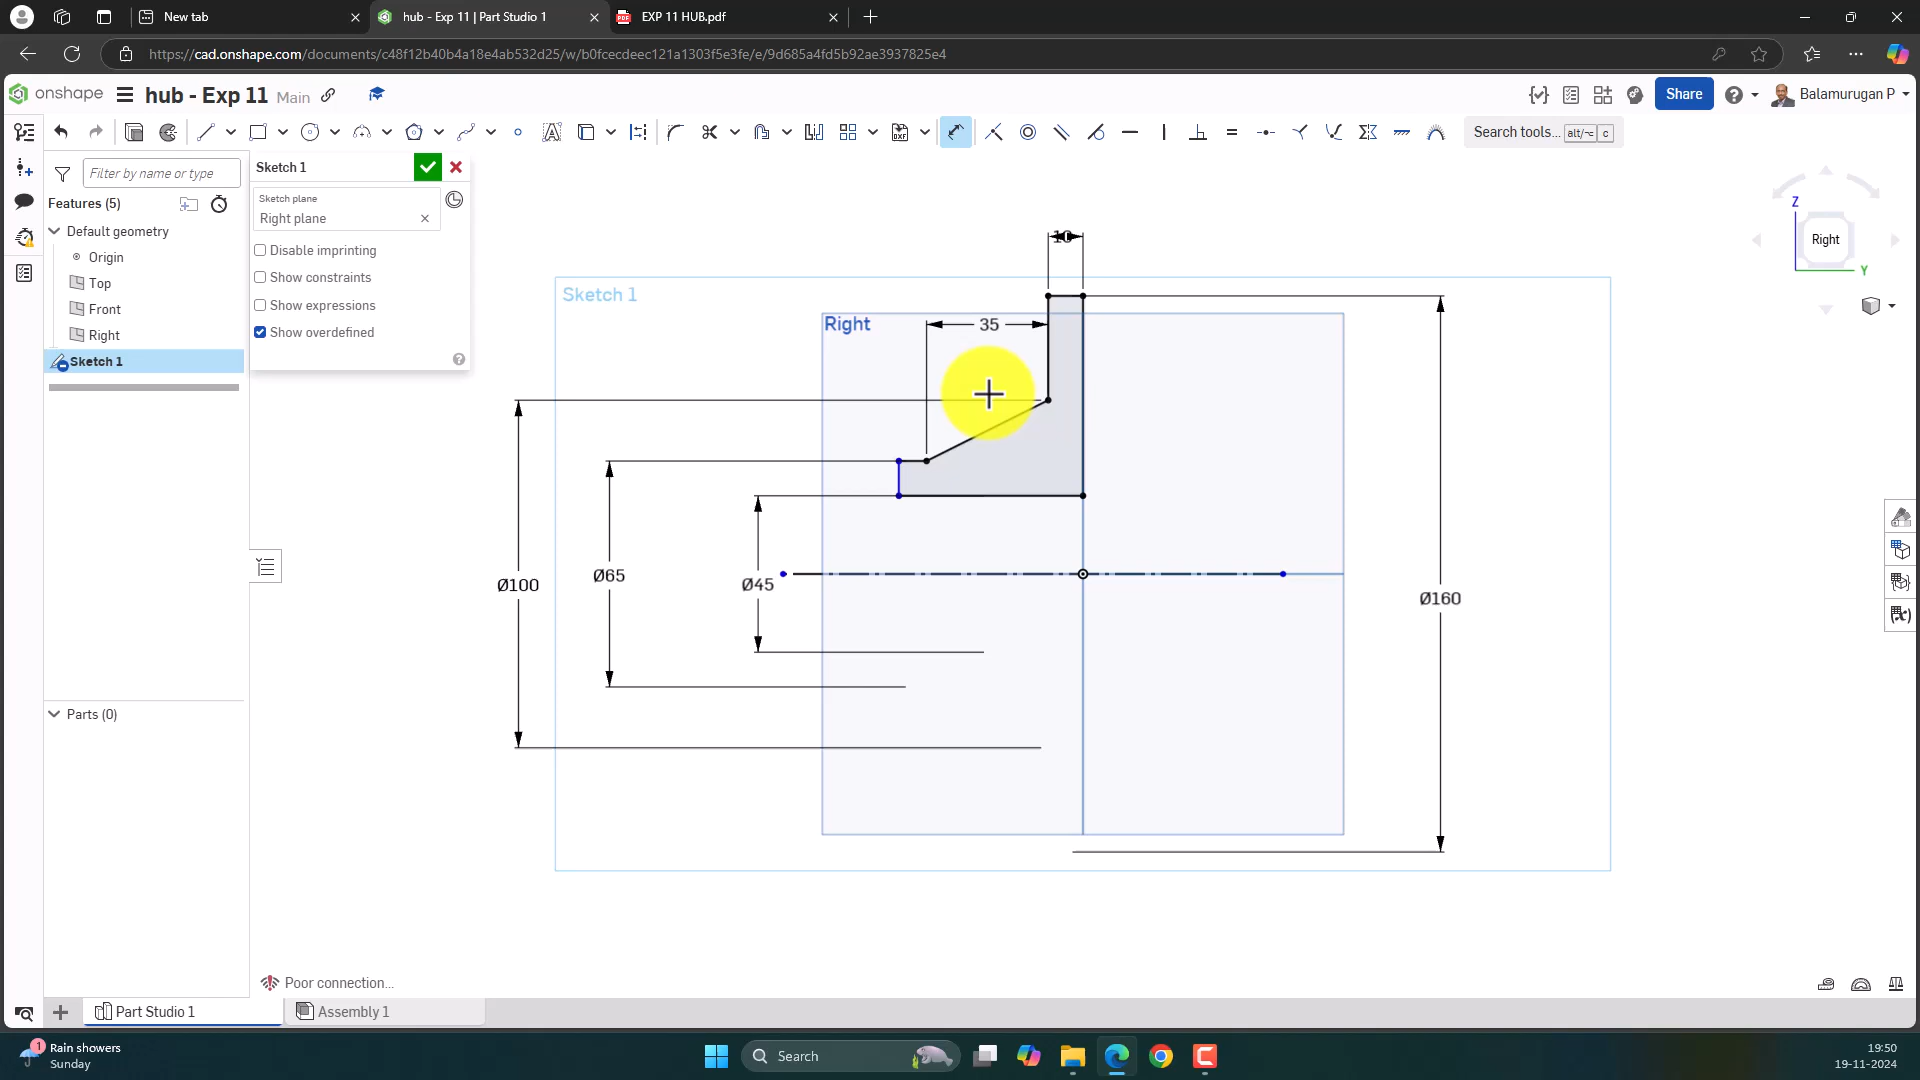 New tab
hub - Exp 11 | Part Studio 1
EXP 11 HUB.pdf
https://cad.onshape.com/documents/c48f12b40b4a18e4ab532d25/w/b0fcecdeec121a1303f5e3fe/e/9d685a4fd5b92ae3937825e4
onshape
hub - Exp 11 Main
Share
Balamurugan P
Search tools... alt/⌥ c
Filter by name or type
Features (5)
Default geometry
Origin
Top
Front
Right
Sketch 1
Parts (0)
Sketch 1
Sketch plane
Right plane
Disable imprinting
Show constraints
Show expressions
Show overdefined
Sketch 1
Right
10
35
Ø100
Ø65
Ø45
Ø160
Z
Right
Y
Poor connection...
Part Studio 1
Assembly 1
1
Rain showers
Sunday
Search
19:50
19-11-2024